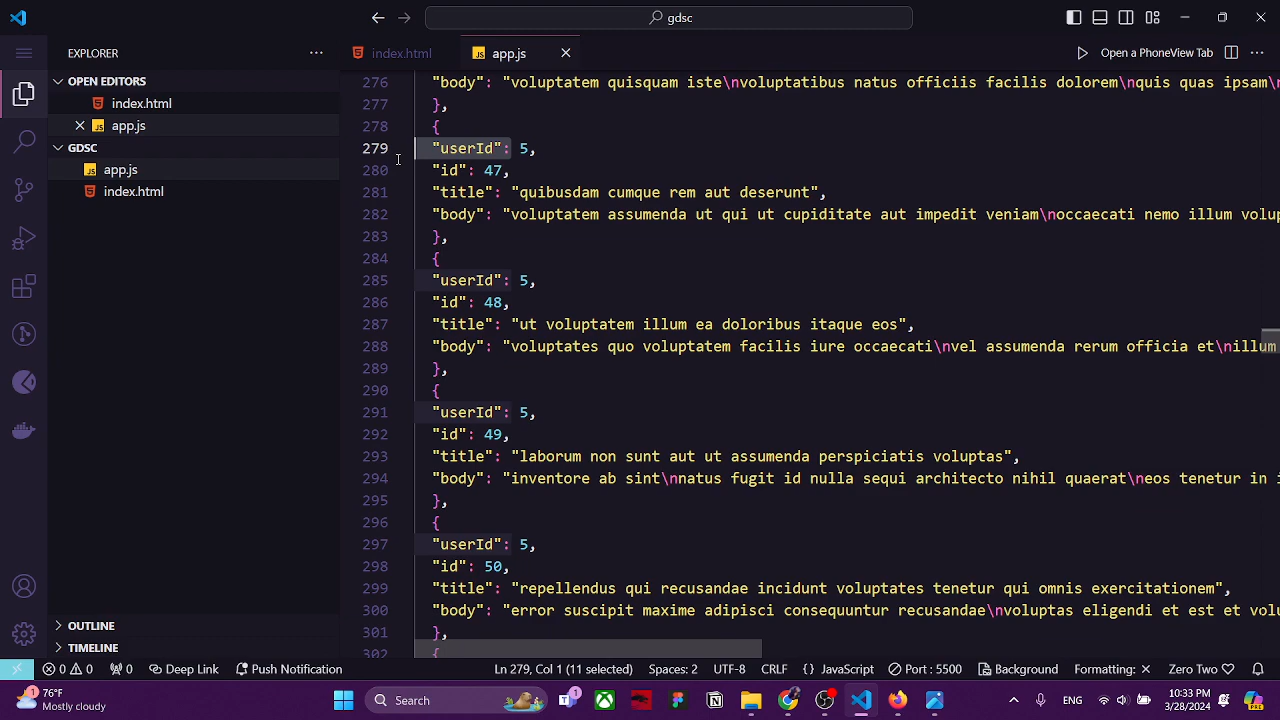 gdsc
EXPLORER
index.html
app.js
Open a PhoneView Tab
OPEN EDITORS
index.html
app.js
GDSC
app.js
index.html
276 "body": "voluptatem quisquam iste\nvoluptatibus natus officiis facilis dolorem\nquis quas ipsam\
277 },
278 {
279 "userId": 5,
280 "id": 47,
281 "title": "quibusdam cumque rem aut deserunt",
282 "body": "voluptatem assumenda ut qui ut cupiditate aut impedit veniam\noccaecati nemo illum volup
283 },
284 {
285 "userId": 5,
286 "id": 48,
287 "title": "ut voluptatem illum ea doloribus itaque eos",
288 "body": "voluptates quo voluptatem facilis iure occaecati\nvel assumenda rerum officia et\nillum
289 },
290 {
291 "userId": 5,
292 "id": 49,
293 "title": "laborum non sunt aut ut assumenda perspiciatis voluptas",
294 "body": "inventore ab sint\nnatus fugit id nulla sequi architecto nihil quaerat\neos tenetur in i
295 },
296 {
297 "userId": 5,
298 "id": 50,
299 "title": "repellendus qui recusandae incidunt voluptates tenetur qui omnis exercitationem",
300 "body": "error suscipit maxime adipisci consequuntur recusandae\nvoluptas eligendi et est et volu
301 },
302 {
OUTLINE
TIMELINE
0 0 0 Deep Link Push Notification Ln 279, Col 1 (11 selected) Spaces: 2 UTF-8 CRLF {} JavaScript Port : 5500 Background Formatting: Zero Two
1 76°F
Mostly cloudy
Search
1
ENG
10:33 PM
3/28/2024